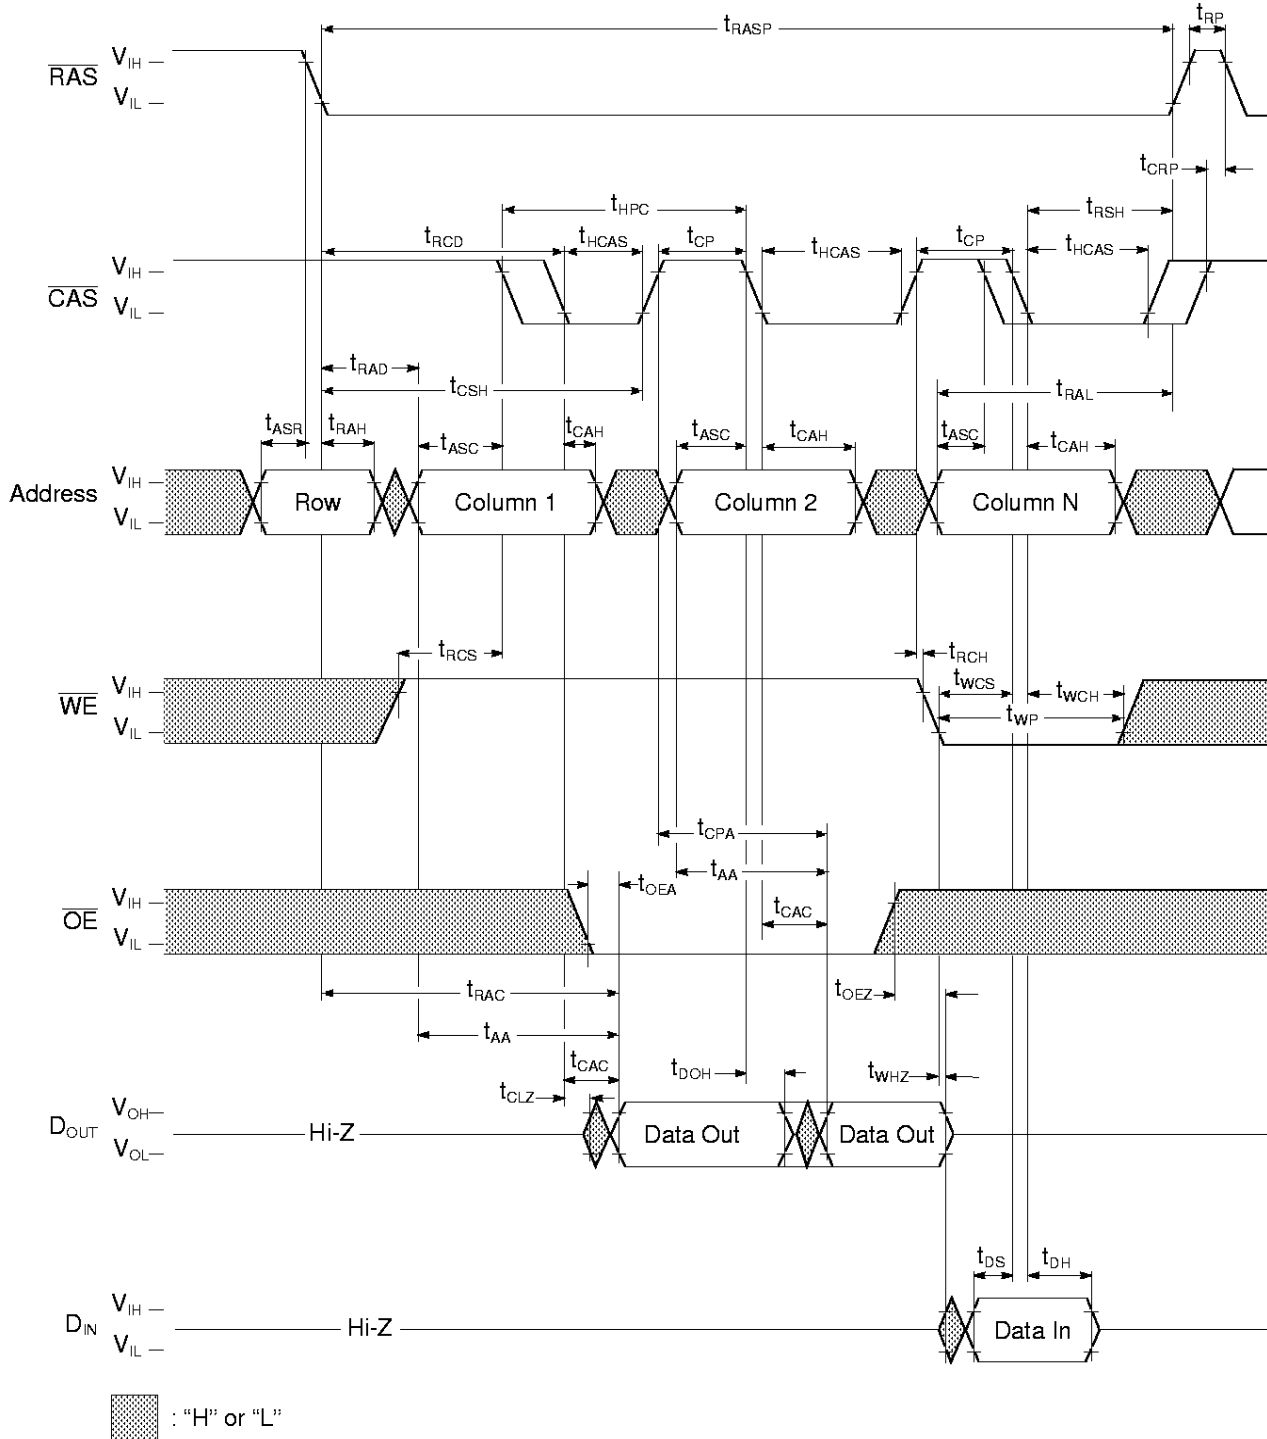 tRASP tRP
RAS VIH
VIL
tCRP
tHPC tRSH
tRCD tHCAS tCP tHCAS tCP tHCAS
CAS VIH
VIL
tRAD
tCSH tRAL
tASR tRAH tASC tCAH tASC tCAH tASC tCAH
Address VIH
VIL
Row Column 1 Column 2 Column N
tRCS tRCH
WE VIH
VIL
tWCS tWCH
tWP
tCPA
tOEA tAA
OE VIH
VIL
tCAC
tRAC tOEZ
tAA
tCAC tDOH tWHZ
tCLZ
DOUT VOH
VOL
Hi-Z Data Out Data Out
tDS tDH
DIN VIH
VIL
Hi-Z Data In
: “H” or “L”